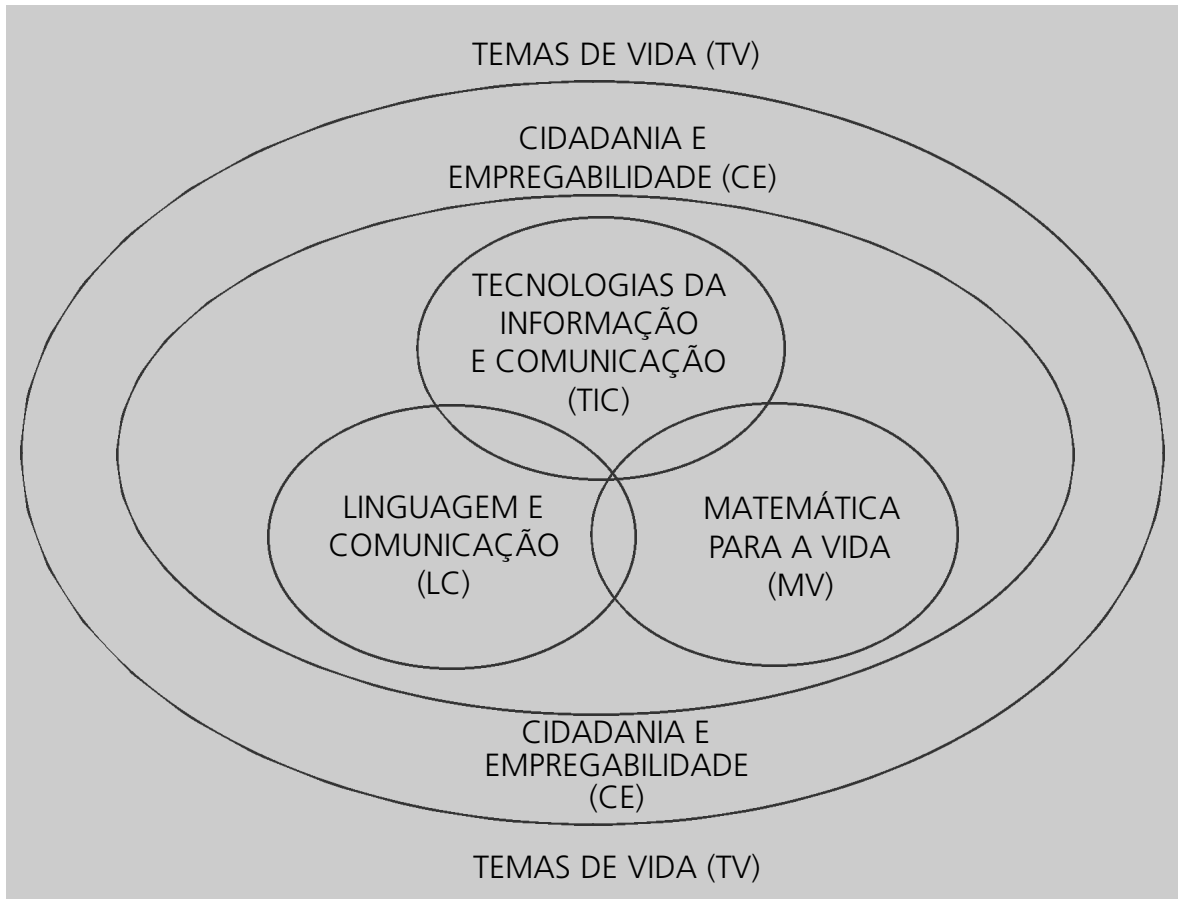 TEMAS DE VIDA (TV)
CIDADANIA E
EMPREGABILIDADE (CE)
TECNOLOGIAS DA
INFORMAÇÃO
E COMUNICAÇÃO
(TIC)
LINGUAGEM E
COMUNICAÇÃO
(LC)
MATEMÁTICA
PARA A VIDA
(MV)
CIDADANIA E
EMPREGABILIDADE
(CE)
TEMAS DE VIDA (TV)